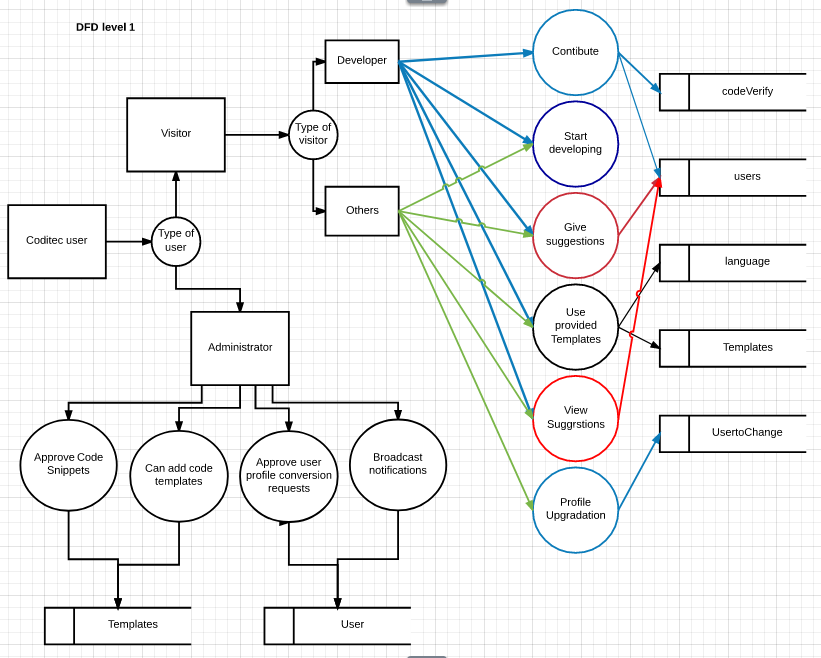 DFD level 1
Developer
Contibute
codeVerify
Visitor
Type of
visitor
Start
developing
users
Others
Give
suggestions
Coditec user
Type of
user
language
Use
provided
Templates
Administrator
Templates
View
Suggrstions
UsertoChange
Approve Code
Snippets
Can add code
templates
Approve user
profile conversion
requests
Broadcast
notifications
Profile
Upgradation
Templates
User